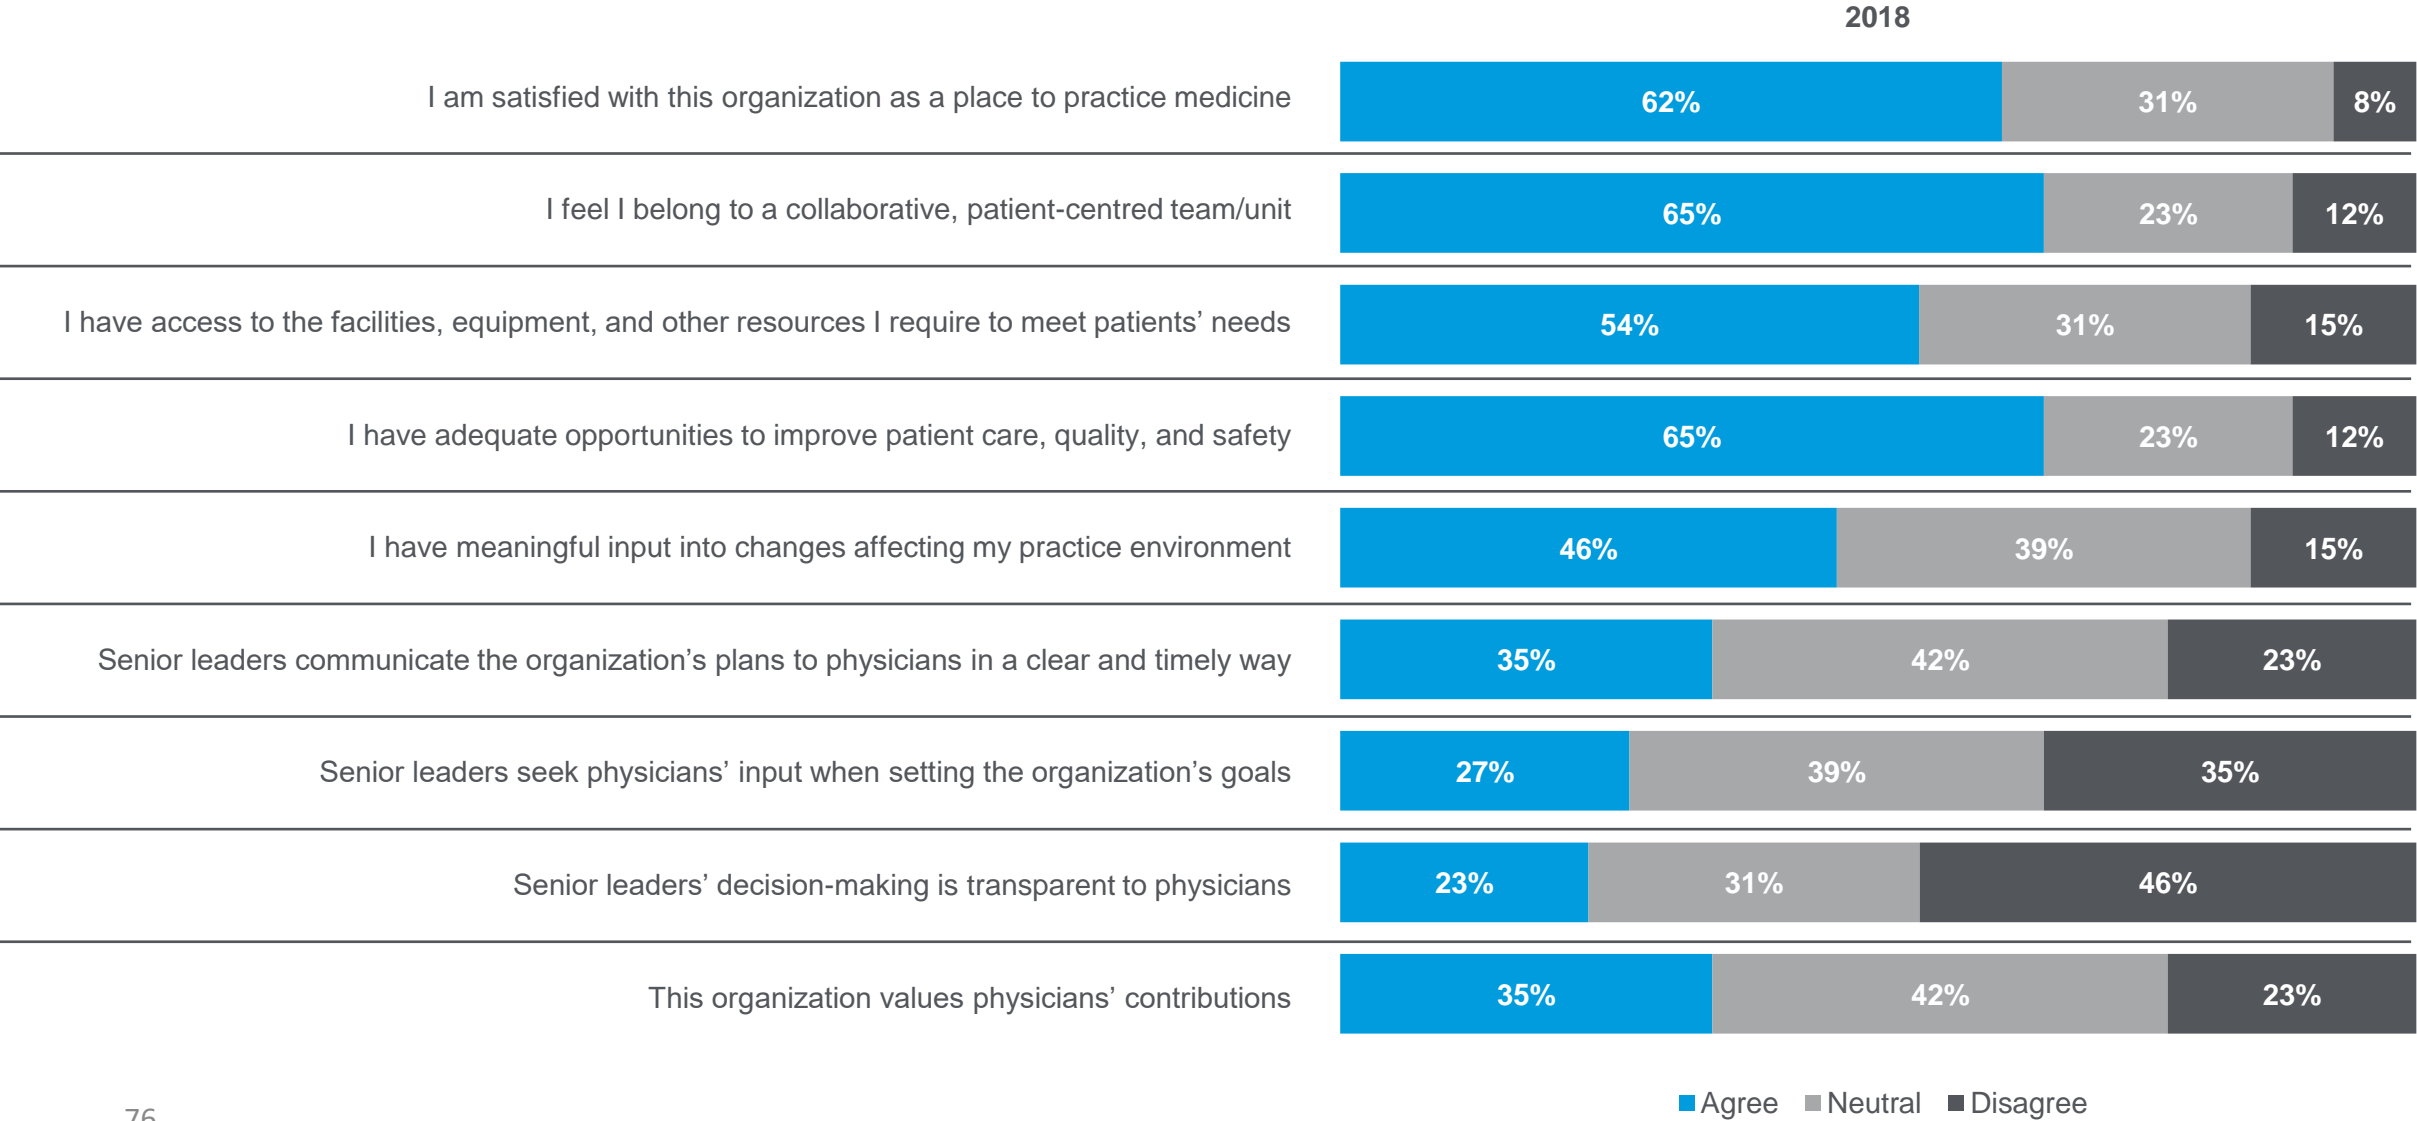 2018
I am satisfied with this organization as a place to practice medicine 62% 31% 8%
I feel I belong to a collaborative, patient-centred team/unit 65% 23% 12%
I have access to the facilities, equipment, and other resources I require to meet patients’ needs 54% 31% 15%
I have adequate opportunities to improve patient care, quality, and safety 65% 23% 12%
I have meaningful input into changes affecting my practice environment 46% 39% 15%
Senior leaders communicate the organization’s plans to physicians in a clear and timely way 35% 42% 23%
Senior leaders seek physicians’ input when setting the organization’s goals 27% 39% 35%
Senior leaders’ decision-making is transparent to physicians 23% 31% 46%
This organization values physicians’ contributions 35% 42% 23%
Agree Neutral Disagree
76